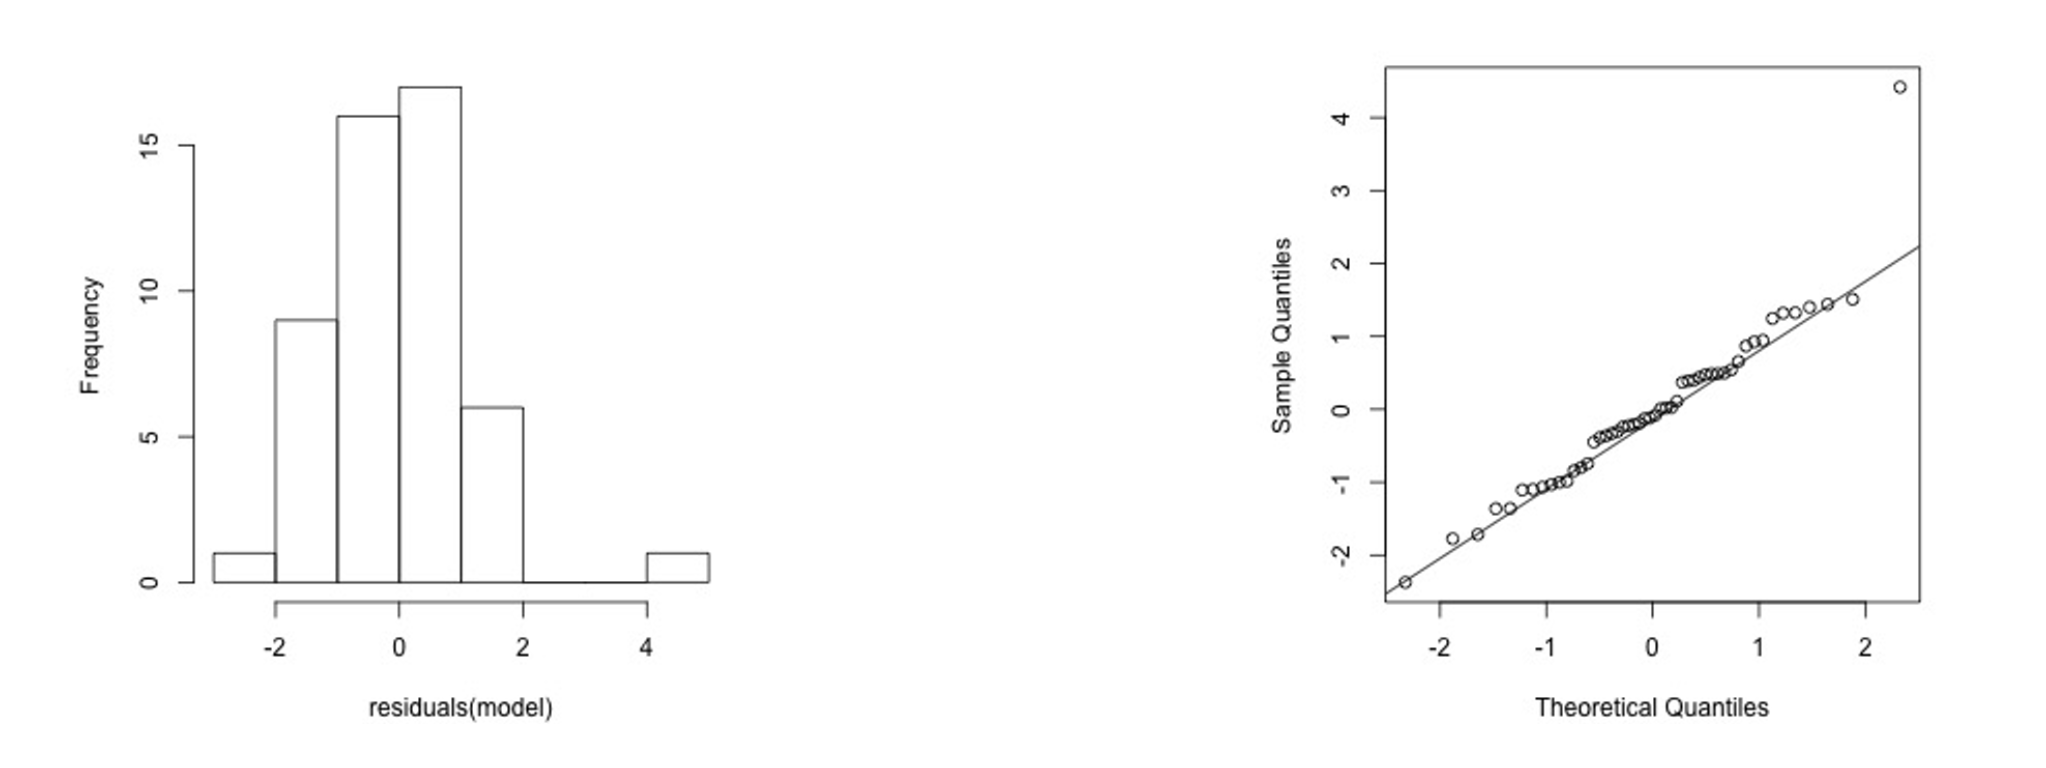 Frequency
15
10
5
0
-2 0 2 4
residuals(model)
Sample Quantiles
4
3
2
1
0
-1
-2
-2 -1 0 1 2
Theoretical Quantiles